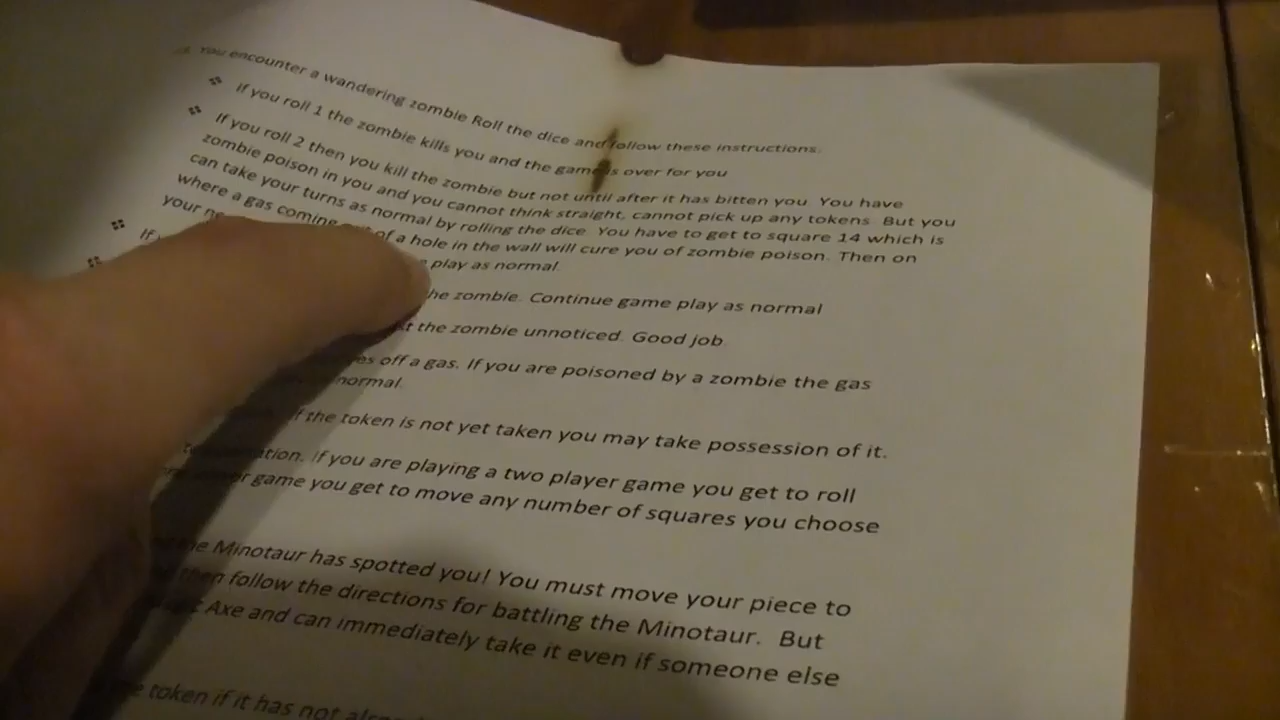 You encounter a wandering zombie Roll the dice and follow these instructions.
If you roll 1 the zombie kills you and the game is over for you
If you roll 2 then you kill the zombie but not until after it has bitten you. You have
zombie poison in you and you cannot think straight, cannot pick up any tokens. But you
can take your turns as normal by rolling the dice. You have to get to square 14 which is
where a gas coming out of a hole in the wall will cure you of zombie poison. Then on
your play as normal.
If the zombie. Continue game play as normal
the zombie unnoticed. Good job.
off a gas. If you are poisoned by a zombie the gas
normal.
If the token is not yet taken you may take possession of it.
If you are playing a two player game you get to roll
game you get to move any number of squares you choose
the Minotaur has spotted you! You must move your piece to
then follow the directions for battling the Minotaur. But
Axe and can immediately take it even if someone else
the token if it has not